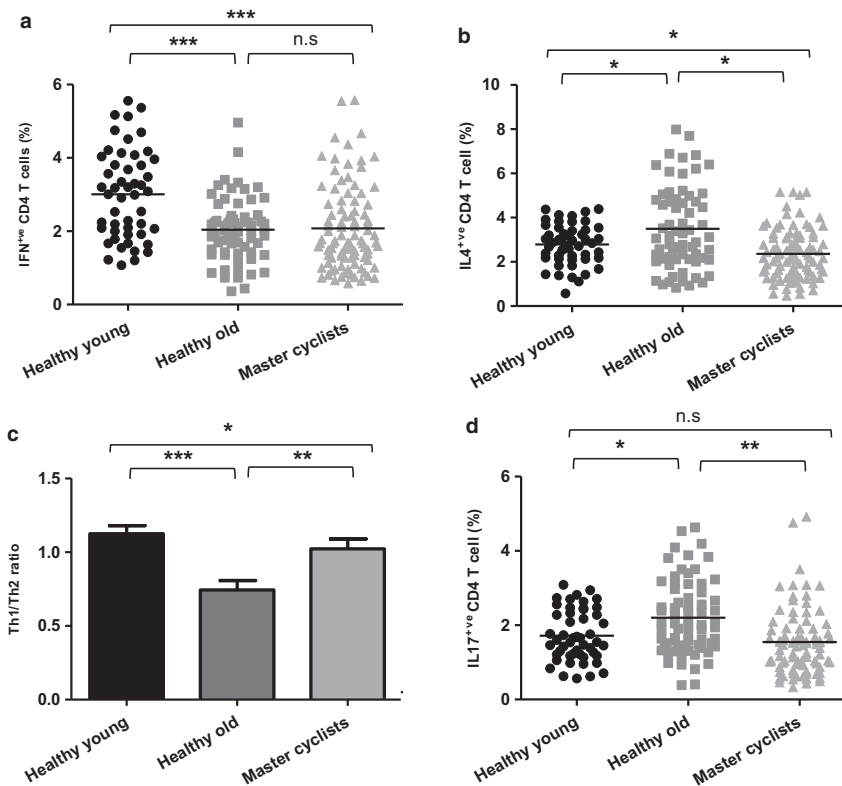 a
***
***
n.s
IFN+ve CD4 T cells (%)
6
4
2
0
Healthy young
Healthy old
Master cyclists
b
*
*
*
IL4+ve CD4 T cell (%)
10
8
6
4
2
0
Healthy young
Healthy old
Master cyclists
c
*
***
**
Th1/Th2 ratio
1.5
1.0
0.5
0.0
Healthy young
Healthy old
Master cyclists
d
n.s
*
**
IL17+ve CD4 T cell (%)
6
4
2
0
Healthy young
Healthy old
Master cyclists